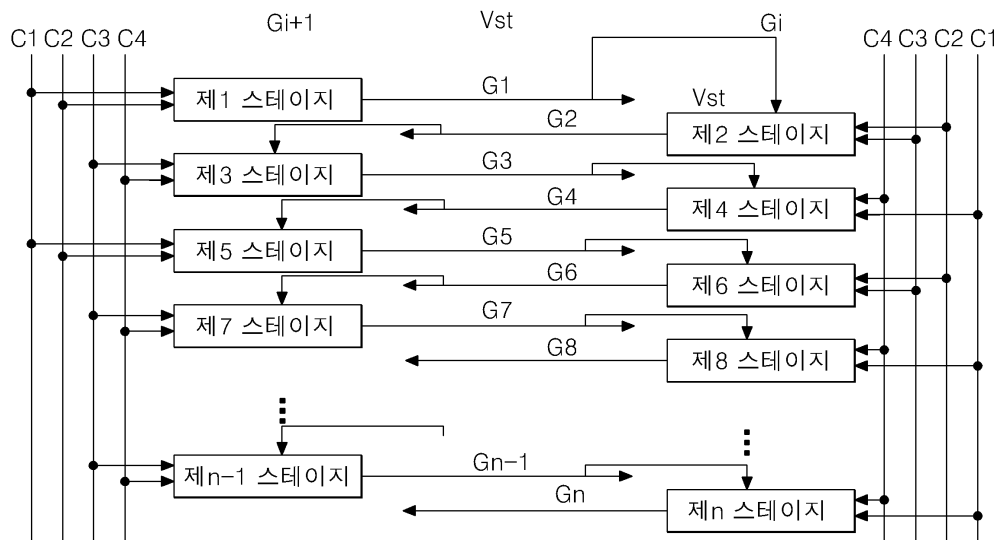 Gi+1 Vst Gi
C1 C2 C3 C4 C4 C3 C2 C1
제1 스테이지 G1
Vst
G2 제2 스테이지
제3 스테이지 G3
G4 제4 스테이지
제5 스테이지 G5
G6 제6 스테이지
제7 스테이지 G7
G8 제8 스테이지
제n-1 스테이지 Gn-1
Gn 제n 스테이지